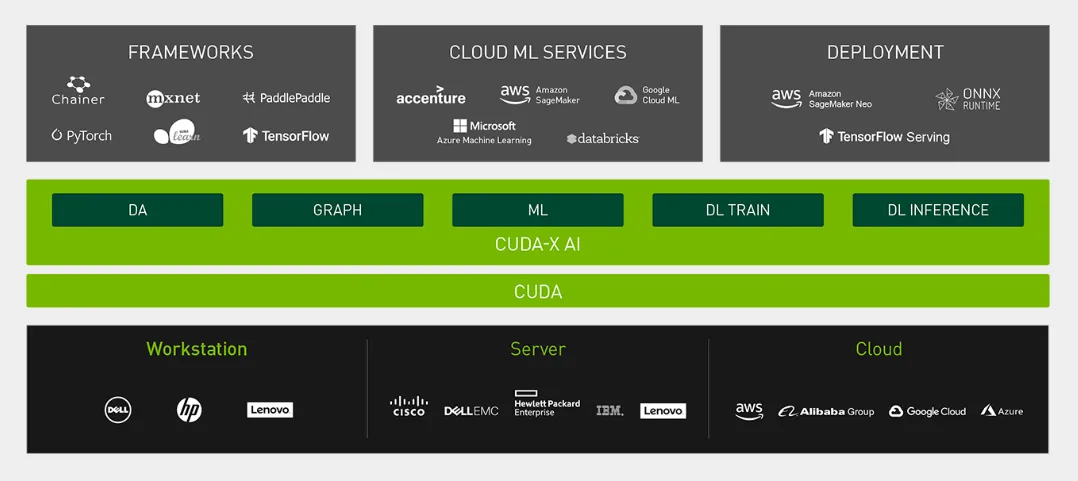 FRAMEWORKS
Chainer
mxnet
PaddlePaddle
PyTorch
learn
TensorFlow
CLOUD ML SERVICES
accenture
aws
Amazon
SageMaker
Google
Cloud ML
Microsoft
Azure Machine Learning
databricks
DEPLOYMENT
aws
Amazon
SageMaker Neo
ONNX
RUNTIME
TensorFlow Serving
DA
GRAPH
ML
DL TRAIN
DL INFERENCE
CUDA-X AI
CUDA
Workstation
DELL
hp
Lenovo
Server
CISCO
DELLEMC
Hewlett Packard
Enterprise
IBM
Lenovo
Cloud
aws
Alibaba Group
Google Cloud
Azure